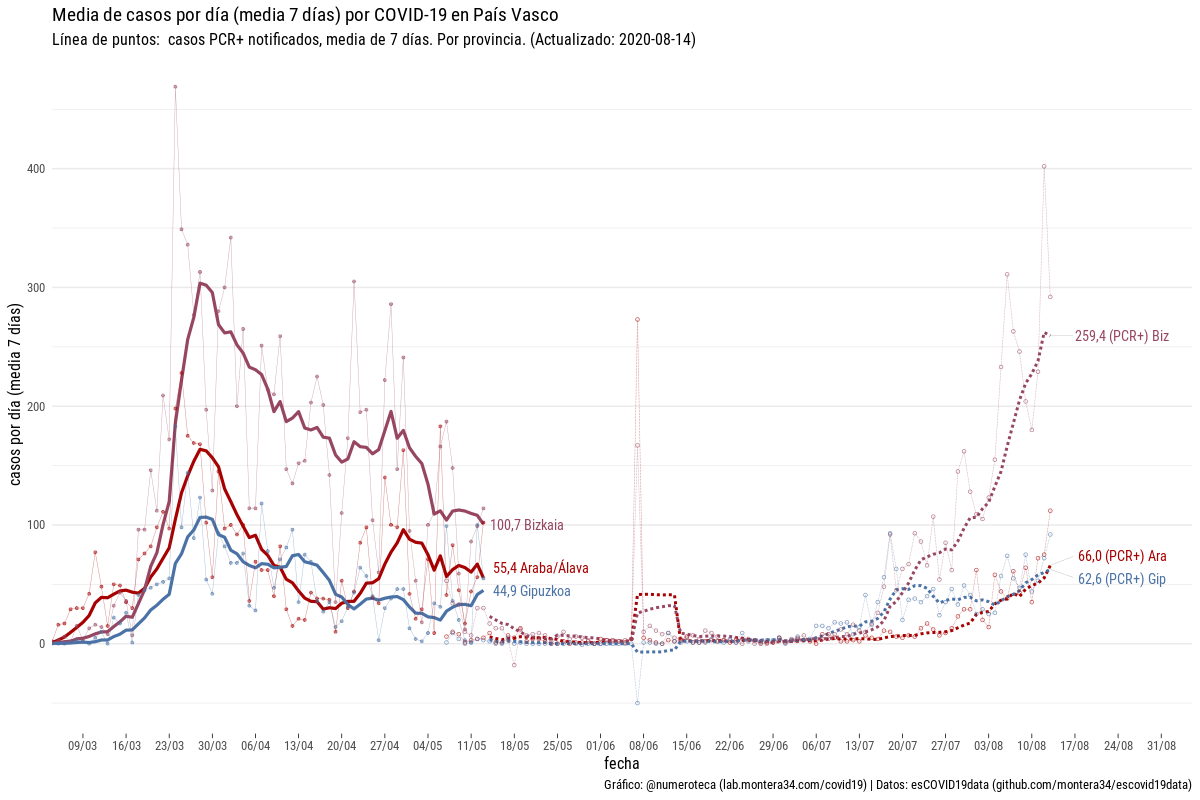 Media de casos por día (media 7 días) por COVID-19 en País Vasco
Línea de puntos:  casos PCR+ notificados, media de 7 días. Por provincia. (Actualizado: 2020-08-14)
casos por día (media 7 días)
400
300
200
100
0
259,4 (PCR+) Biz
100,7 Bizkaia
66,0 (PCR+) Ara
55,4 Araba/Álava
62,6 (PCR+) Gip
44,9 Gipuzkoa
09/03 16/03 23/03 30/03 06/04 13/04 20/04 27/04 04/05 11/05 18/05 25/05 01/06 08/06 15/06 22/06 29/06 06/07 13/07 20/07 27/07 03/08 10/08 17/08 24/08 31/08
fecha
Gráfico: @numeroteca (lab.montera34.com/covid19) | Datos: esCOVID19data (github.com/montera34/escovid19data)